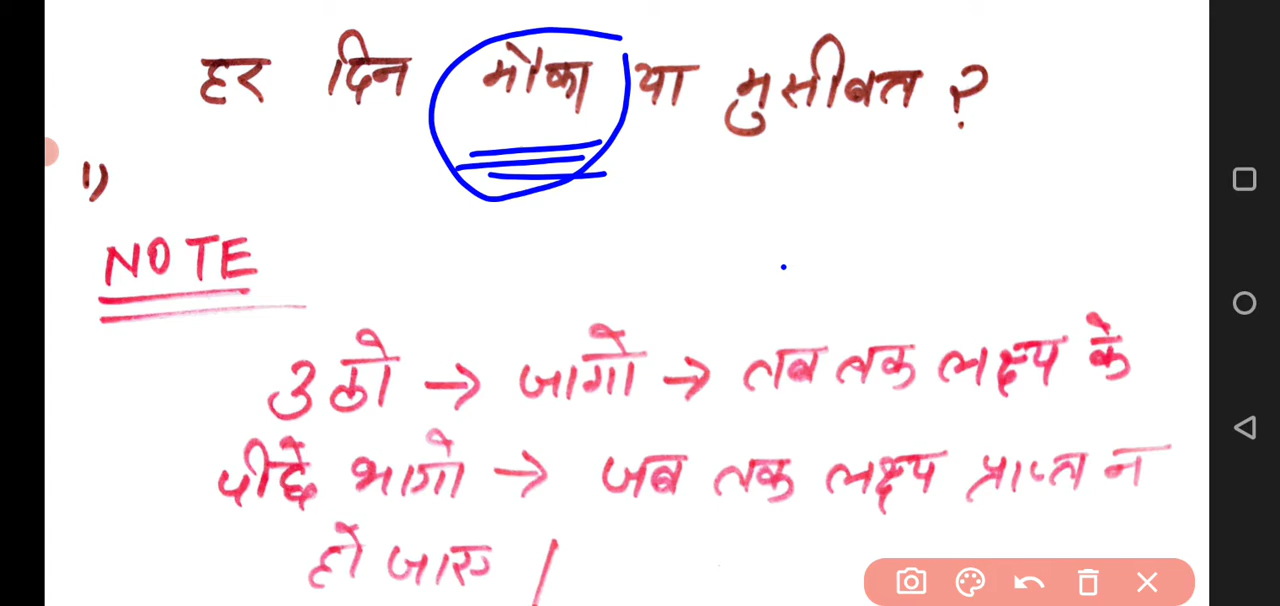 हर दिन मौका या मुसीबत ?
1)
NOTE
उठो → जागो → तब तक लक्ष्य के
पीछे भागो → जब तक लक्ष्य प्राप्त न
हो जाए |